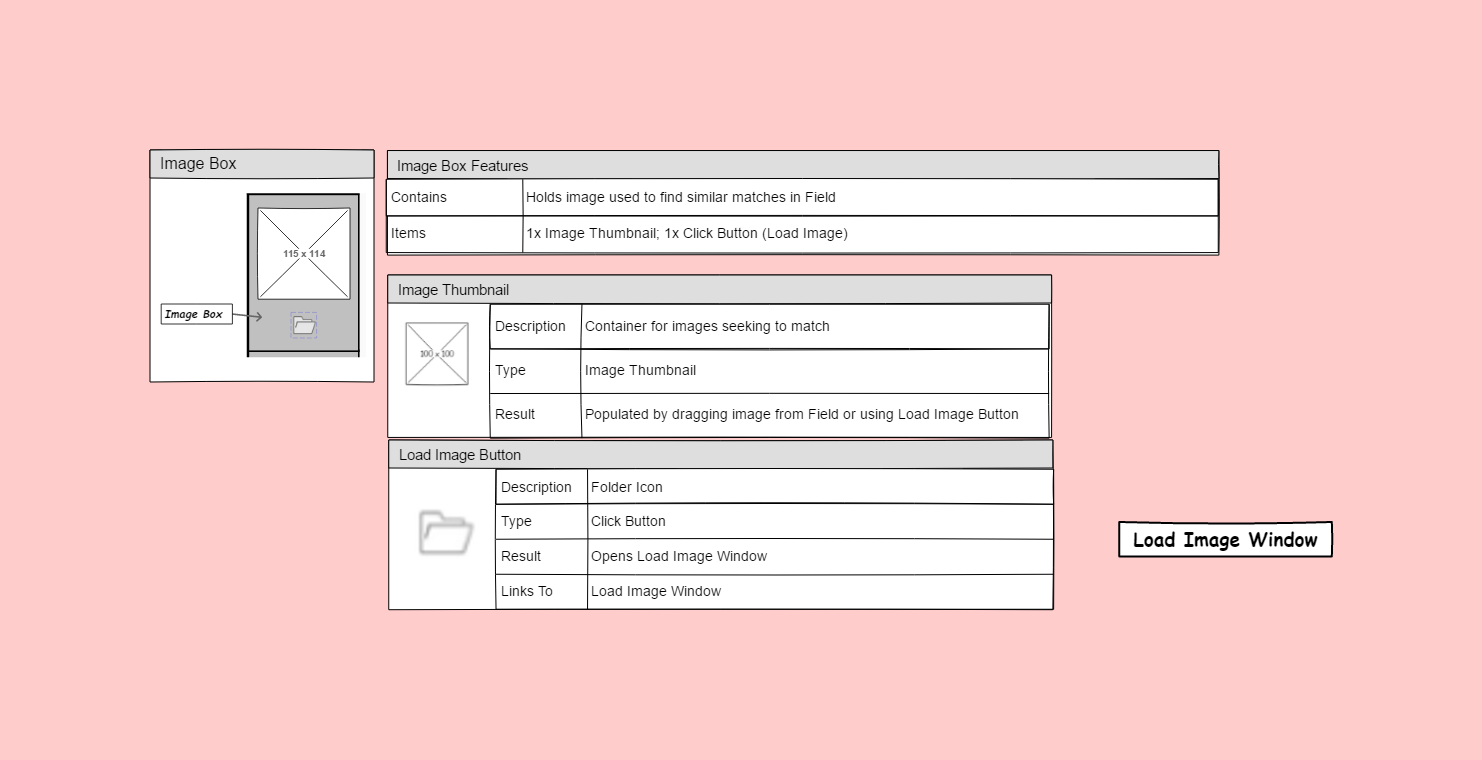 Image Box
115 x 114
Image Box
Image Box Features
Contains Holds image used to find similar matches in Field
Items 1x Image Thumbnail; 1x Click Button (Load Image)
Image Thumbnail
100 x 100
Description Container for images seeking to match
Type Image Thumbnail
Result Populated by dragging image from Field or using Load Image Button
Load Image Button
Description Folder Icon
Type Click Button
Result Opens Load Image Window
Links To Load Image Window
Load Image Window